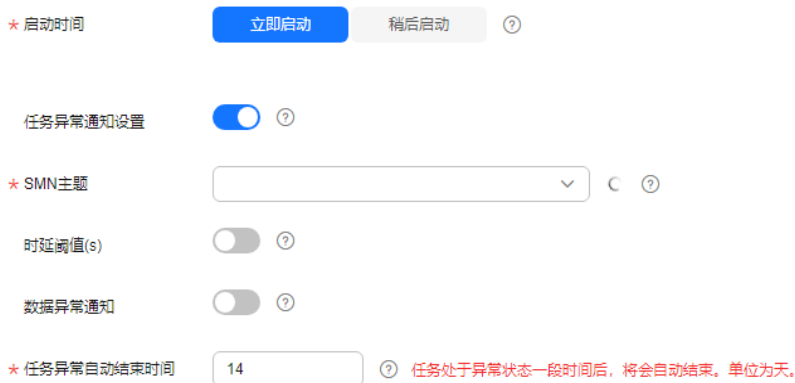 * 启动时间 立即启动 稍后启动 ?
任务异常通知设置 ?
* SMN主题 ?
时延阈值(s) ?
数据异常通知 ?
* 任务异常自动结束时间 14 ? 任务处于异常状态一段时间后，将会自动结束。单位为天。